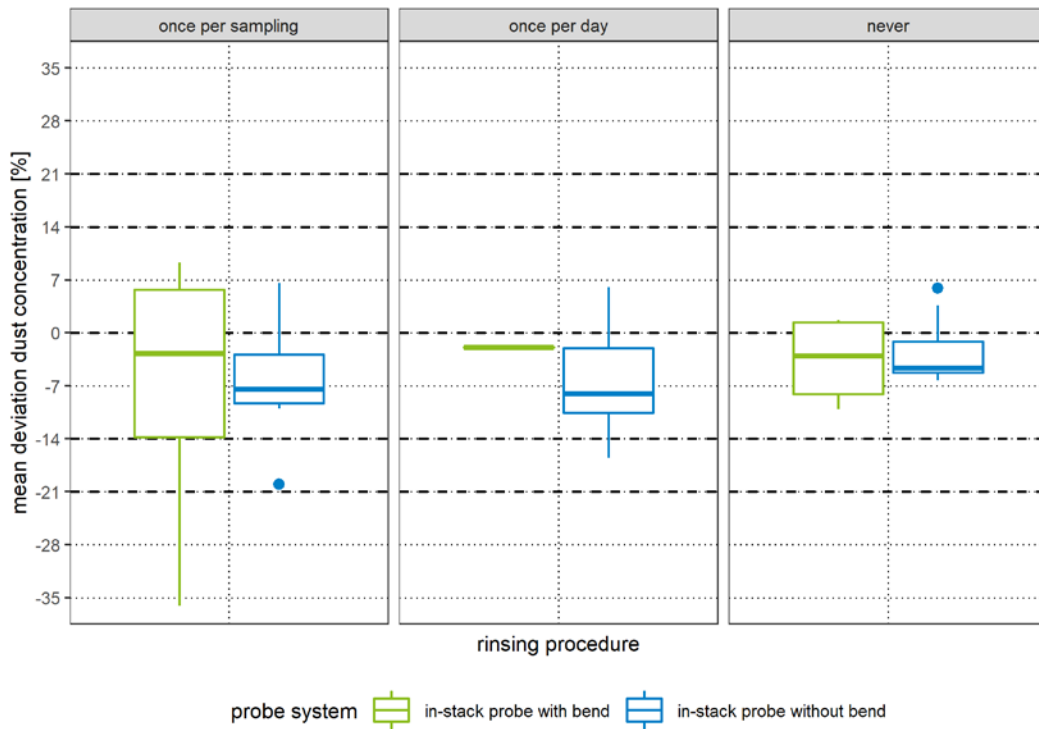 once per sampling
once per day
never
mean deviation dust concentration [%]
35
28
21
14
7
0
-7
-14
-21
-28
-35
rinsing procedure
probe system
in-stack probe with bend
in-stack probe without bend